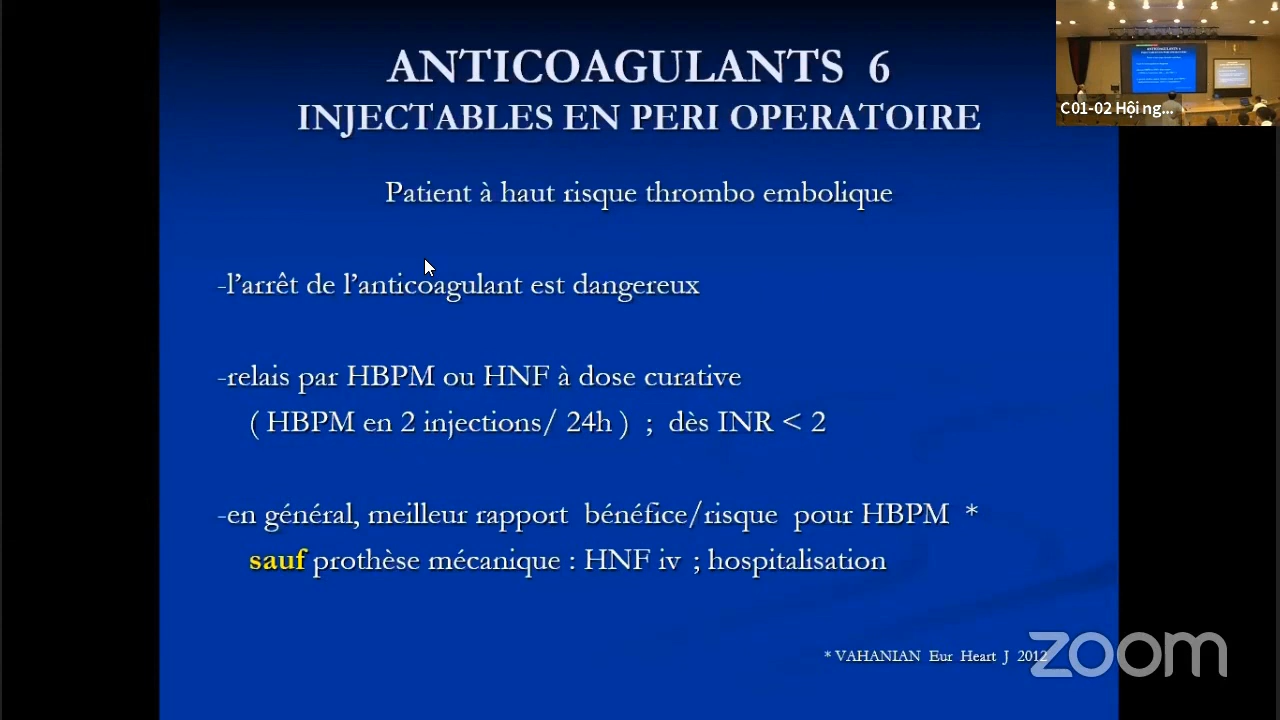 ANTICOAGULANTS 6
INJECTABLES EN PERI OPERATOIRE
Patient à haut risque thrombo embolique
-l'arrêt de l'anticoagulant est dangereux
-relais par HBPM ou HNF à dose curative
( HBPM en 2 injections/ 24h ) ; dès INR < 2
-en général, meilleur rapport bénéfice/risque pour HBPM *
sauf prothèse mécanique : HNF iv ; hospitalisation
* VAHANIAN Eur Heart J 2012
C01-02 Hội ng...
zoom